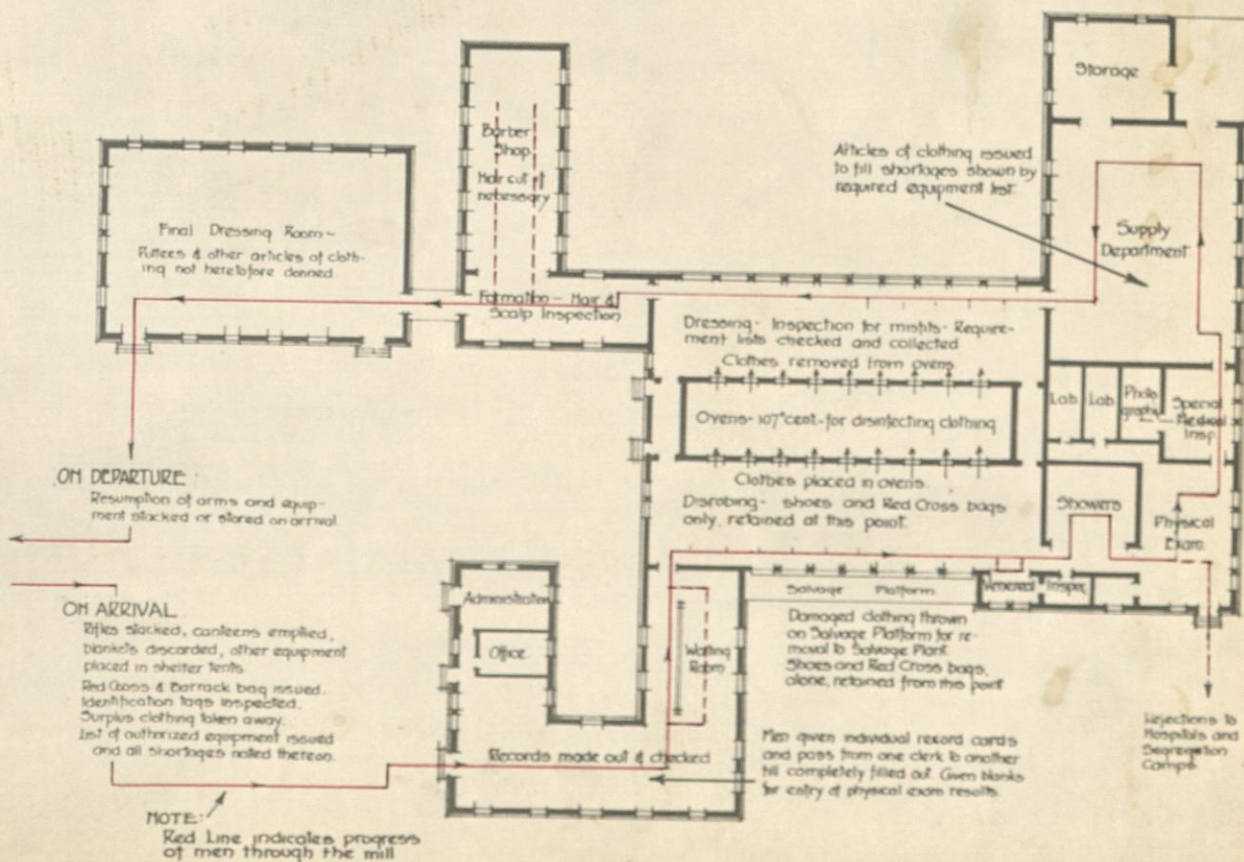 Storage
Articles of clothing issued
to fill shortages shown by
required equipment list.
Supply
Department
Barber
Shop
Hair cut if
necessary
Final Dressing Room -
Puttees & other articles of cloth-
ing not heretofore donned.
Formation - Hair &
Scalp Inspection
Dressing - Inspection for misfits - Require-
ment lists checked and collected
Clothes removed from ovens
Ovens - 107° cent. - for disinfecting clothing
Lab.
Lab.
Photo
graphy
Special
Medical
Insp.
Clothes placed in ovens.
Disrobing - shoes and Red Cross bags
only, retained at this point.
Showers
Physical
Exam.
ON DEPARTURE
Resumption of arms and equip-
ment stacked or stored on arrival.
ON ARRIVAL
Rifles stacked, canteens emptied,
blankets discarded, other equipment
placed in shelter tents.
Red Cross & Barrack bag issued.
Identification tags inspected.
Surplus clothing taken away.
List of authorized equipment issued
and all shortages noted thereon.
Administration
Office
Waiting
Room
Salvage Platform
Inspec.
Damaged clothing thrown
on Salvage Platform for re-
moval to Salvage Plant.
Shoes and Red Cross bags,
alone, retained from this point
Rejections to
Hospitals and
Segregation
Camps.
Records made out & checked
Men given individual record cards
and pass from one clerk to another
till completely filled out. Given blanks
for entry of physical exam results.
NOTE:
Red Line indicates progress
of men through the mill